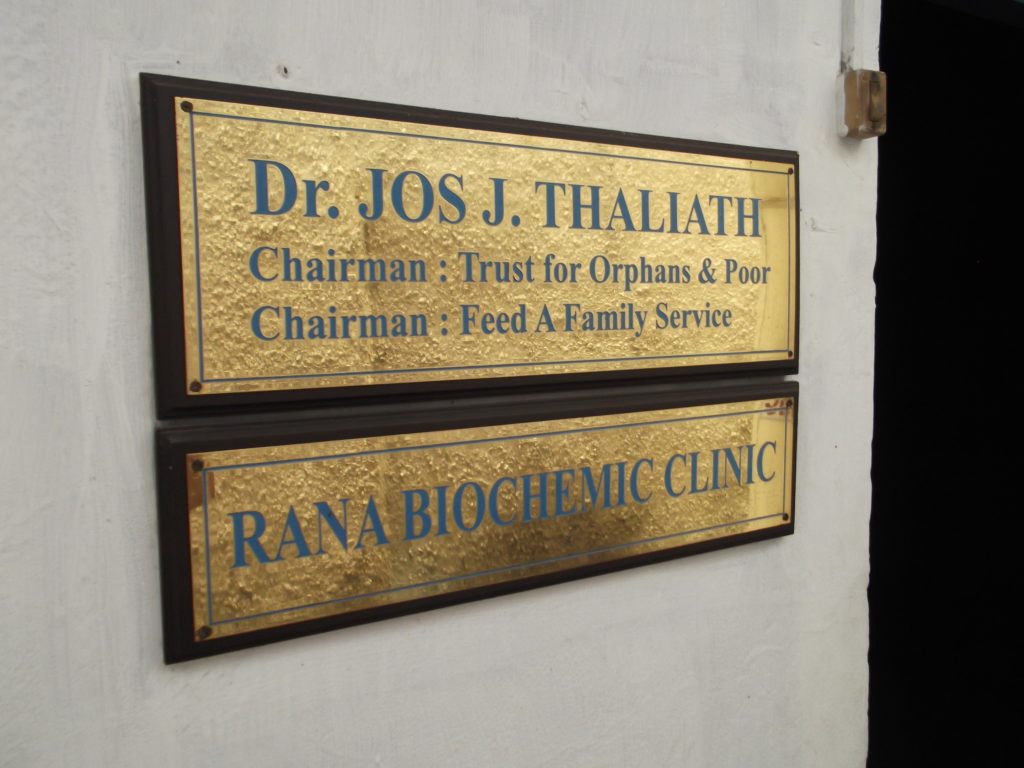 Dr. JOS J. THALIATH
Chairman : Trust for Orphans & Poor
Chairman : Feed A Family Service
RANA BIOCHEMIC CLINIC